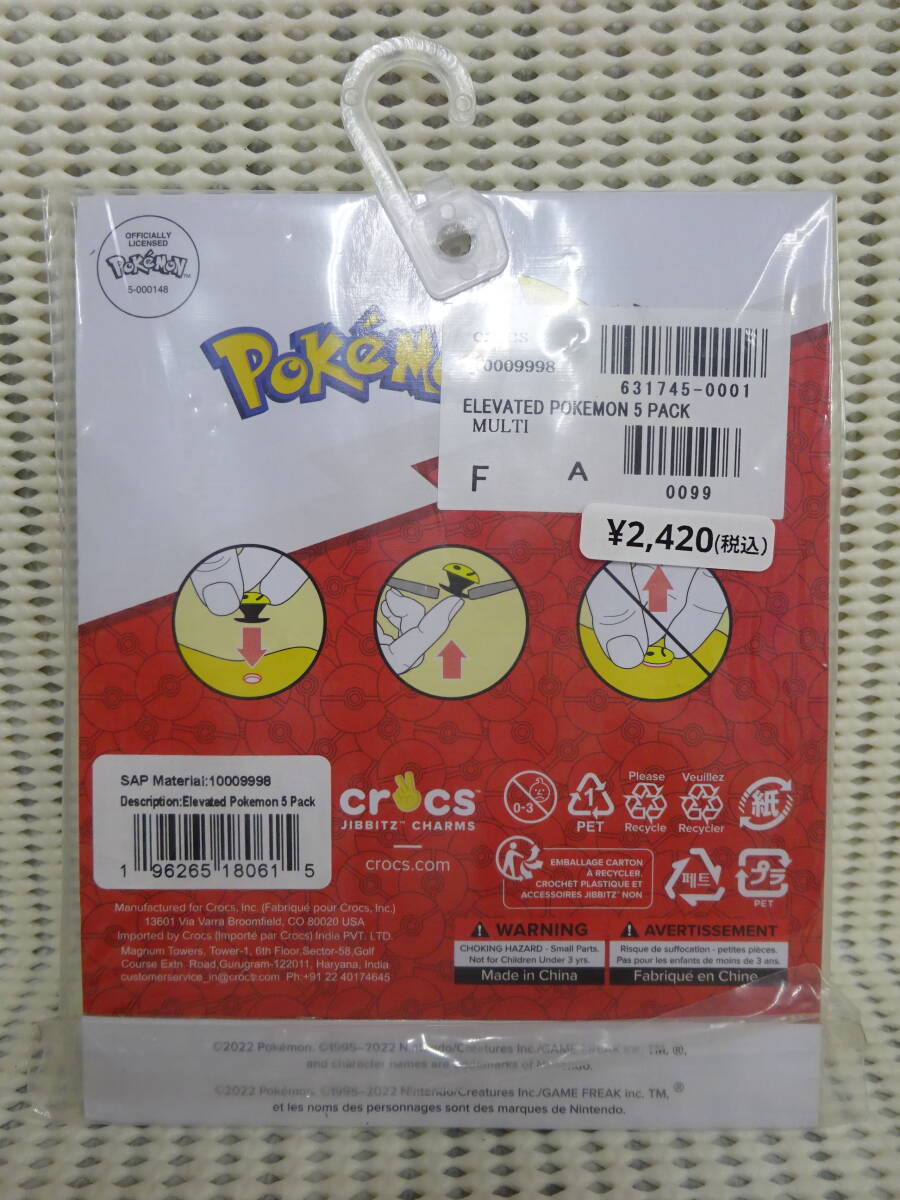 OFFICIALLY
LICENSED
POKéMON™
5-000148
POKéM
crocs
10009998
631745-0001
ELEVATED POKEMON 5 PACK
MULTI
F A
0099
¥2,420(税込)
SAP Material:10009998
Description:Elevated Pokemon 5 Pack
1 96265 18061 5
crocs™
JIBBITZ™ CHARMS
crocs.com
0-3
1
PET
Please
Recycle
Veuillez
Recycler
紙
EMBALLAGE CARTON
À RECYCLER.
CROCHET PLASTIQUE ET
ACCESSOIRES JIBBITZ™ NON
페트
プラ
PET
Manufactured for Crocs, Inc. (Fabriqué pour Crocs, Inc.)
13601 Via Varra Broomfield, CO 80020 USA
Imported by Crocs (Importé par Crocs) India PVT. LTD.
Magnum Towers, Tower-1, 6th Floor,Sector-58,Golf
Course Extn. Road,Gurugram-122011, Haryana, India
customerservice_in@crocs.com Ph:+91 22 40174645
WARNING
CHOKING HAZARD - Small Parts.
Not for Children Under 3 yrs.
Made in China
AVERTISSEMENT
Risque de suffocation - petites pièces.
Pas pour les enfants de moins de 3 ans.
Fabriqué en Chine
©2022 Pokémon. ©1995–2022 Nintendo/Creatures Inc./GAME FREAK inc. TM, ®,
and character names are trademarks of Nintendo.
©2022 Pokémon. ©1995–2022 Nintendo/Creatures Inc./GAME FREAK inc. TM, ®
et les noms des personnages sont des marques de Nintendo.